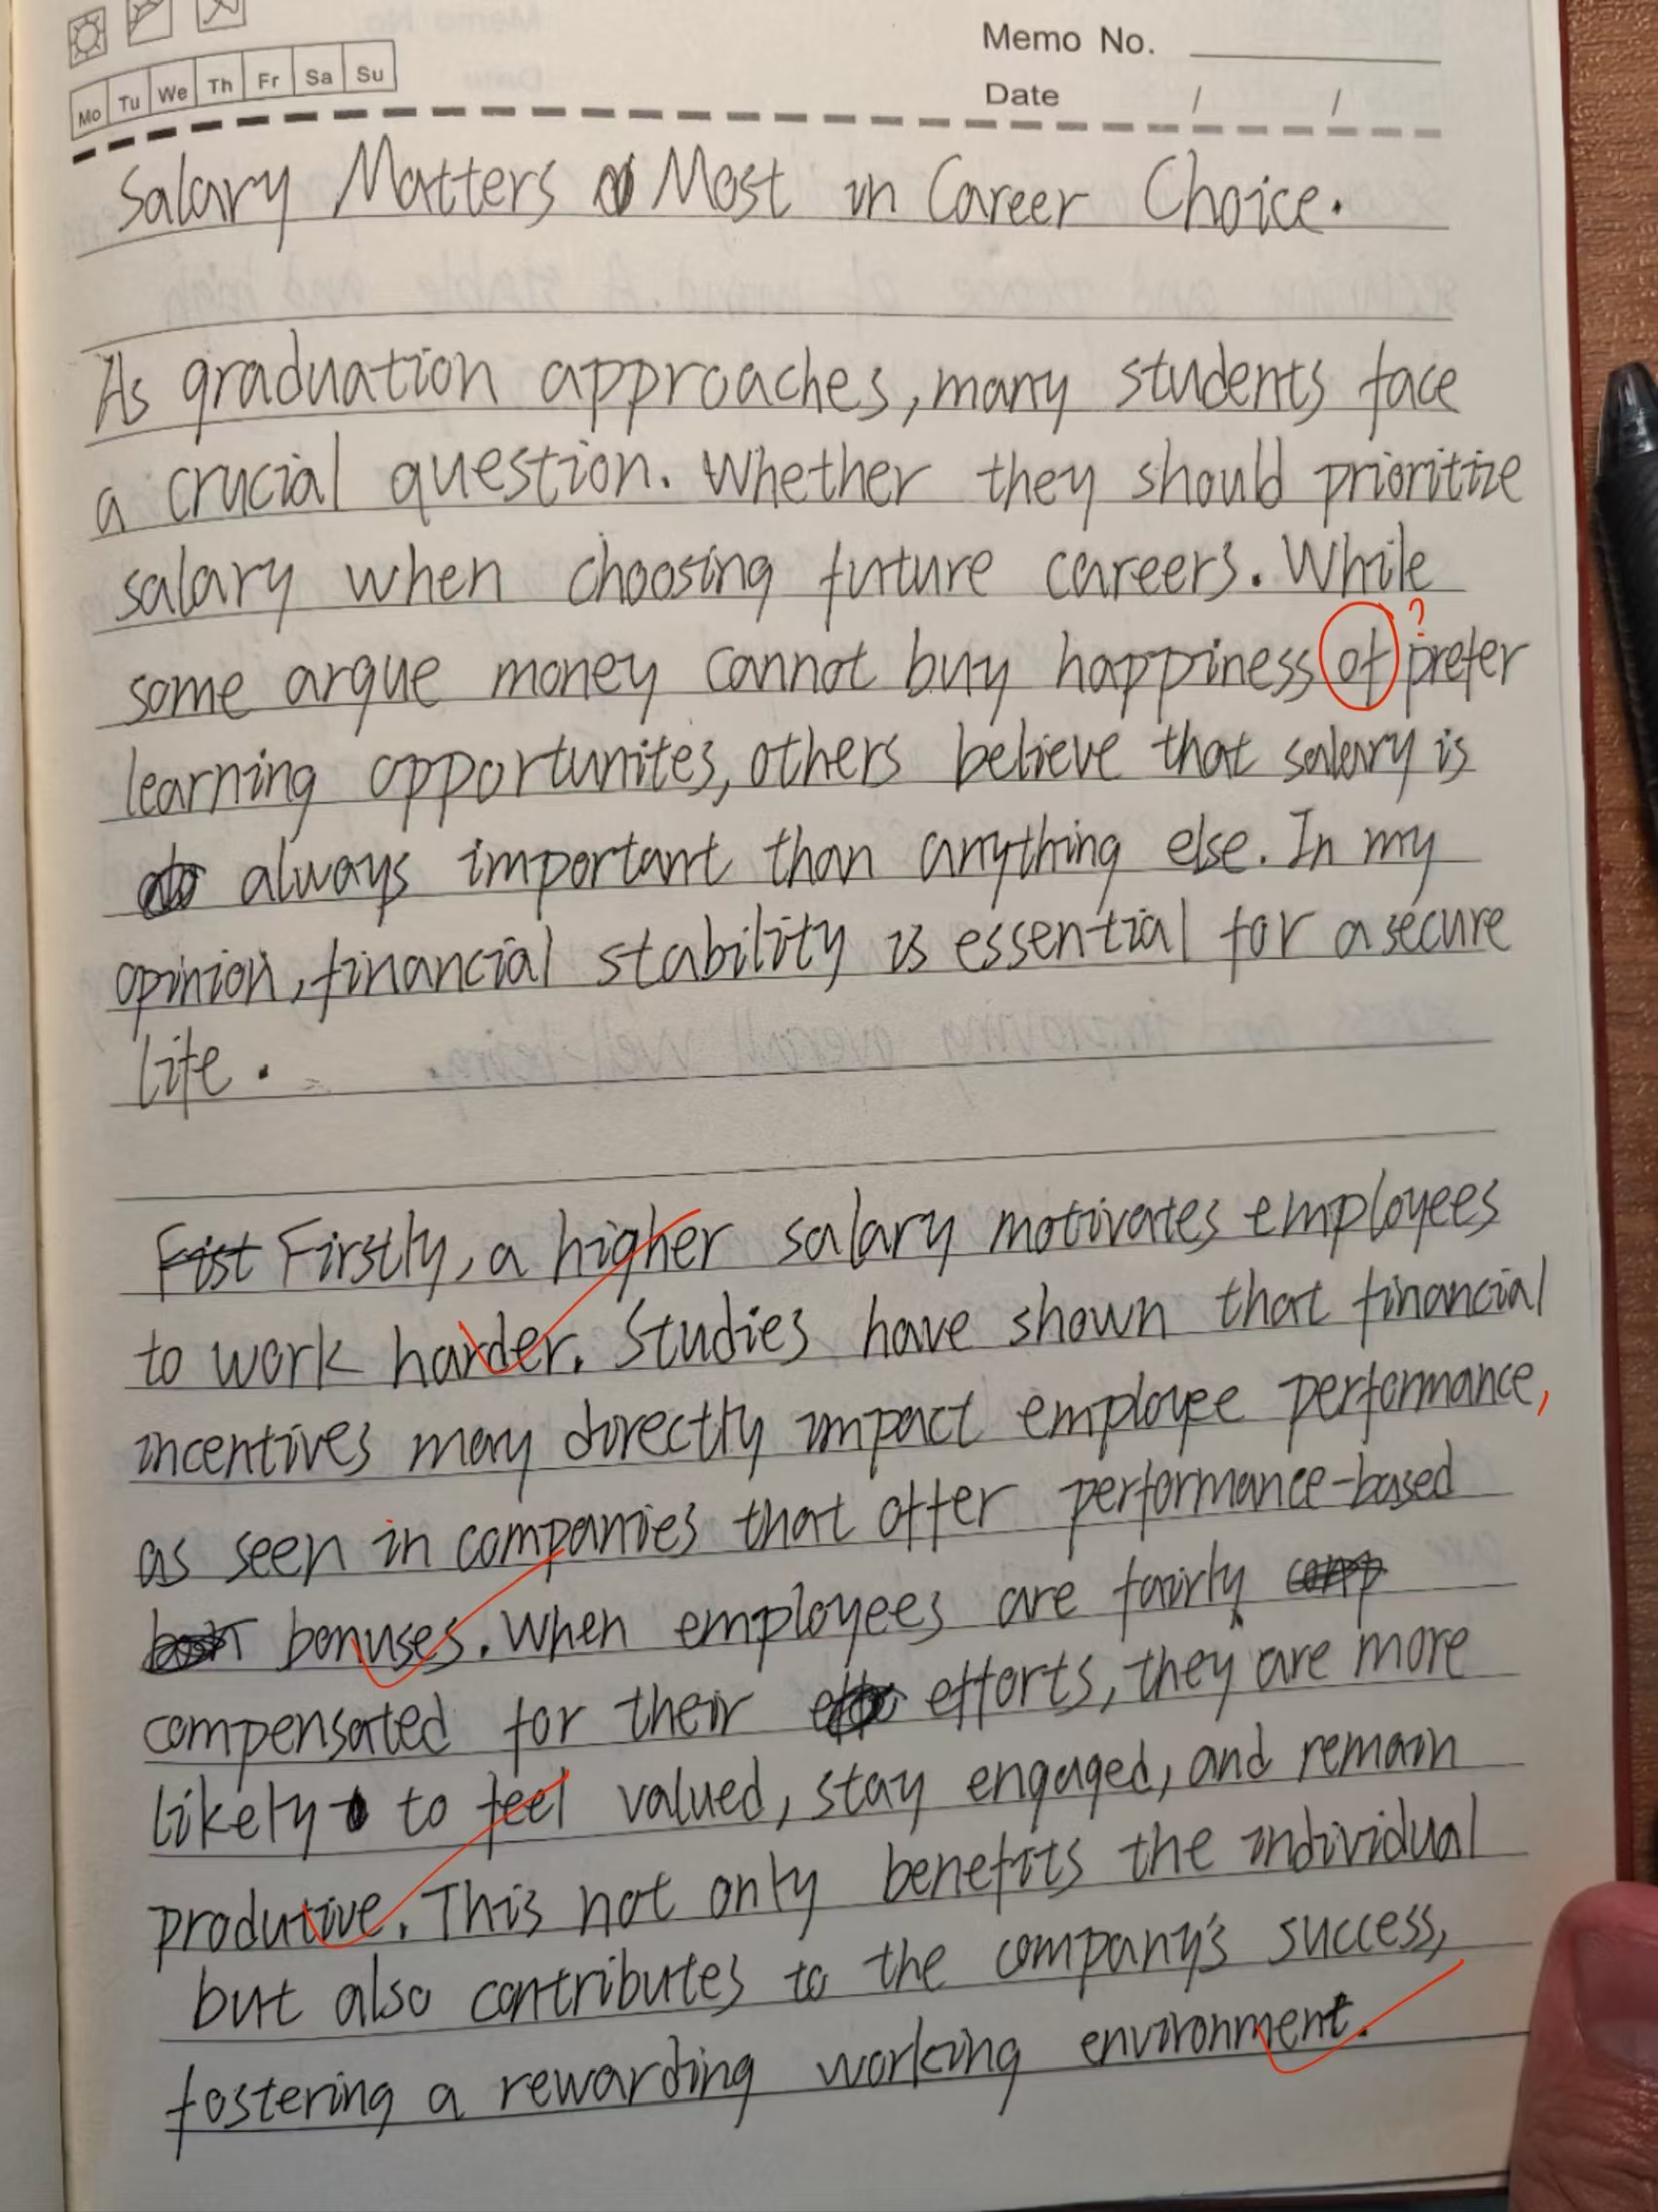 Memo No.
Mo Tu We Th Fr Sa Su
Date / /
Salary Matters Most in Career Choice.
As graduation approaches, many students face
a crucial question. Whether they should prioritize
salary when choosing future careers. While
?
some argue money cannot buy happiness of prefer
learning opportunites, others believe that salary is
always important than anything else. In my
opinion, financial stability is essential for a secure
life.
Fist Firstly, a higher salary motivates employees
to work harder. Studies have shown that financial
incentives may directly impact employee performance,
as seen in companies that offer performance-based
bonuses. When employees are fairly comp
compensated for their efforts, they are more
likely to feel valued, stay engaged, and remain
produtive. This not only benefits the individual
but also contributes to the company's success,
fostering a rewarding working environment.